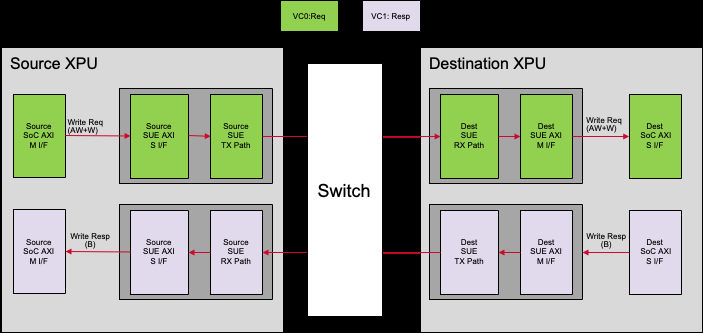 VC0:Req
VC1: Resp
Source XPU
Destination XPU
Source
SoC AXI
M I/F
Write Req
(AW+W)
Source
SUE AXI
S I/F
Source
SUE
TX Path
Switch
Dest
SUE
RX Path
Dest
SUE AXI
M I/F
Write Req
(AW+W)
Dest
SoC AXI
S I/F
Source
SoC AXI
M I/F
Write Resp
(B)
Source
SUE AXI
S I/F
Source
SUE
RX Path
Dest
SUE
TX Path
Dest
SUE AXI
M I/F
Write Resp
(B)
Dest
SoC AXI
S I/F